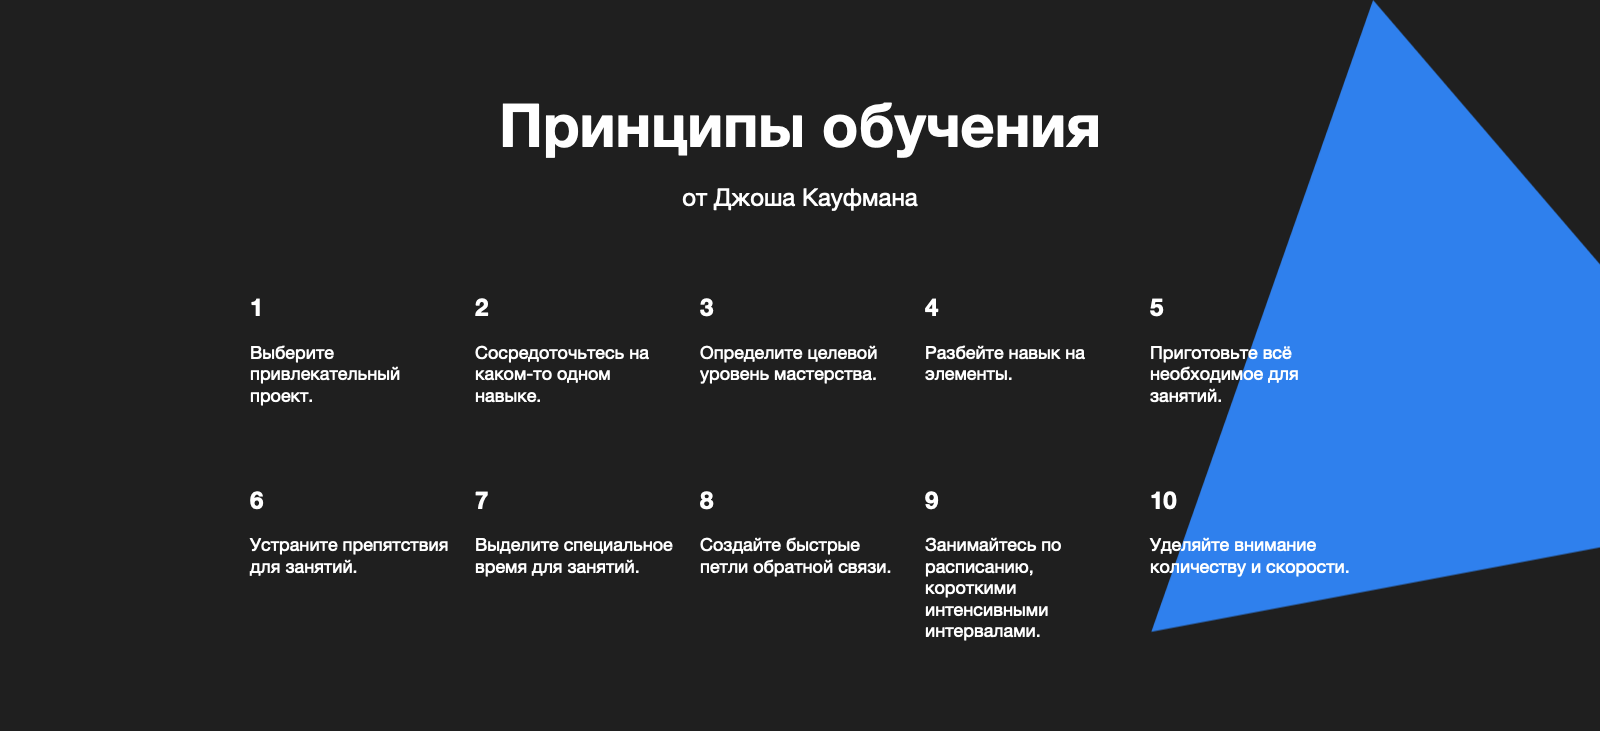 Принципы обучения
от Джоша Кауфмана
1
Выберите
привлекательный
проект.
2
Сосредоточьтесь на
каком-то одном
навыке.
3
Определите целевой
уровень мастерства.
4
Разбейте навык на
элементы.
5
Приготовьте всё
необходимое для
занятий.
6
Устраните препятствия
для занятий.
7
Выделите специальное
время для занятий.
8
Создайте быстрые
петли обратной связи.
9
Занимайтесь по
расписанию,
короткими
интенсивными
интервалами.
10
Уделяйте внимание
количеству и скорости.